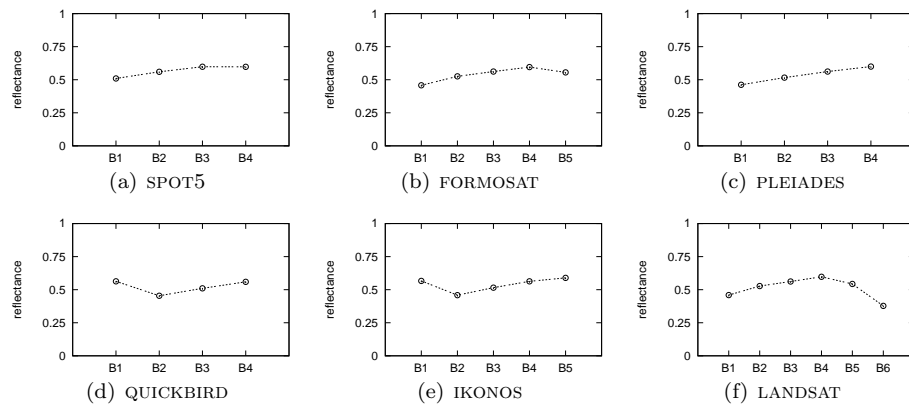 1
0.75
0.5
0.25
0
reflectance
B1 B2 B3 B4
(a) SPOT5
1
0.75
0.5
0.25
0
reflectance
B1 B2 B3 B4 B5
(b) FORMOSAT
1
0.75
0.5
0.25
0
reflectance
B1 B2 B3 B4
(c) PLEIADES
1
0.75
0.5
0.25
0
reflectance
B1 B2 B3 B4
(d) QUICKBIRD
1
0.75
0.5
0.25
0
reflectance
B1 B2 B3 B4 B5
(e) IKONOS
1
0.75
0.5
0.25
0
reflectance
B1 B2 B3 B4 B5 B6
(f) LANDSAT